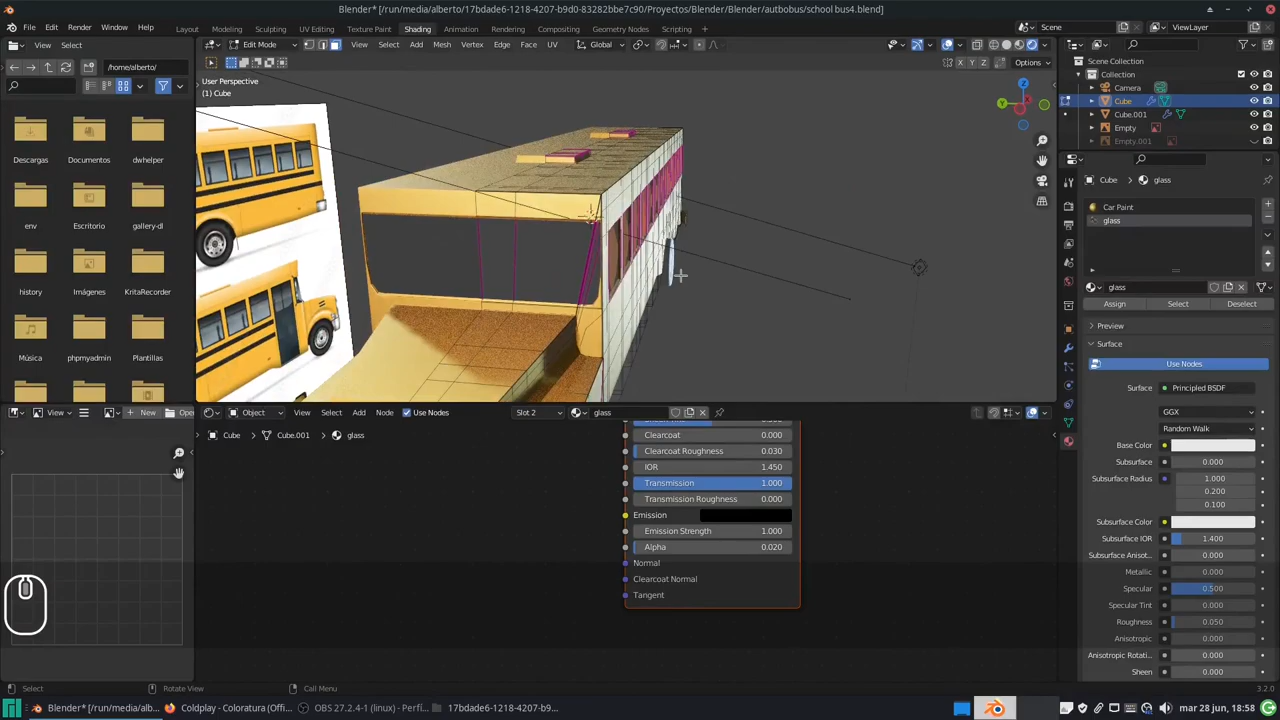 Blender* [/run/media/alberto/17bdade6-1218-4207-b9d0-83282bbe7c90/Proyectos/Blender/Blender/autbobus/school bus4.blend]
File Edit Render Window Help
Layout Modeling Sculpting UV Editing Texture Paint Shading Animation Rendering Compositing Geometry Nodes Scripting +
Scene
ViewLayer
View Select
Edit Mode
View Select Add Mesh Vertex Edge Face UV
Global
/home/alberto/
X Y Z
Options
Scene Collection
Collection
Camera
Cube
Cube.001
Empty
Empty
User Perspective
(1) Cube
Descargas Documentos dwhelper
env Escritorio gallery-dl
history Imágenes KritaRecorder
Música phpmyadmin Plantillas
Cube glass
Car Paint
glass
glass
Assign Select Deselect
Preview
Surface
Use Nodes
Surface Principled BSDF
GGX
Random Walk
Base Color
Subsurface 0.000
Subsurface Radius 1.000
0.200
0.100
Subsurface Color
Subsurface IOR 1.400
Subsurface Anisot... 0.000
Metallic 0.000
Specular 0.500
Specular Tint 0.000
Roughness 0.050
Anisotropic 0.000
Anisotropic Rotati... 0.000
Sheen 0.000
View
New
Open
Object
View Select Add Node Use Nodes
Slot 2
glass
Cube Cube.001 glass
Clearcoat 0.000
Clearcoat Roughness 0.030
IOR 1.450
Transmission 1.000
Transmission Roughness 0.000
Emission
Emission Strength 1.000
Alpha 0.020
Normal
Clearcoat Normal
Tangent
Select Rotate View Call Menu
3.2.0
Blender* [/run/media/al... Coldplay - Coloratura (Ofi... OBS 27.2.4-1 (linux) - Perfi... 17bdade6-1218-4207-b9...
mar 28 jun, 18:58